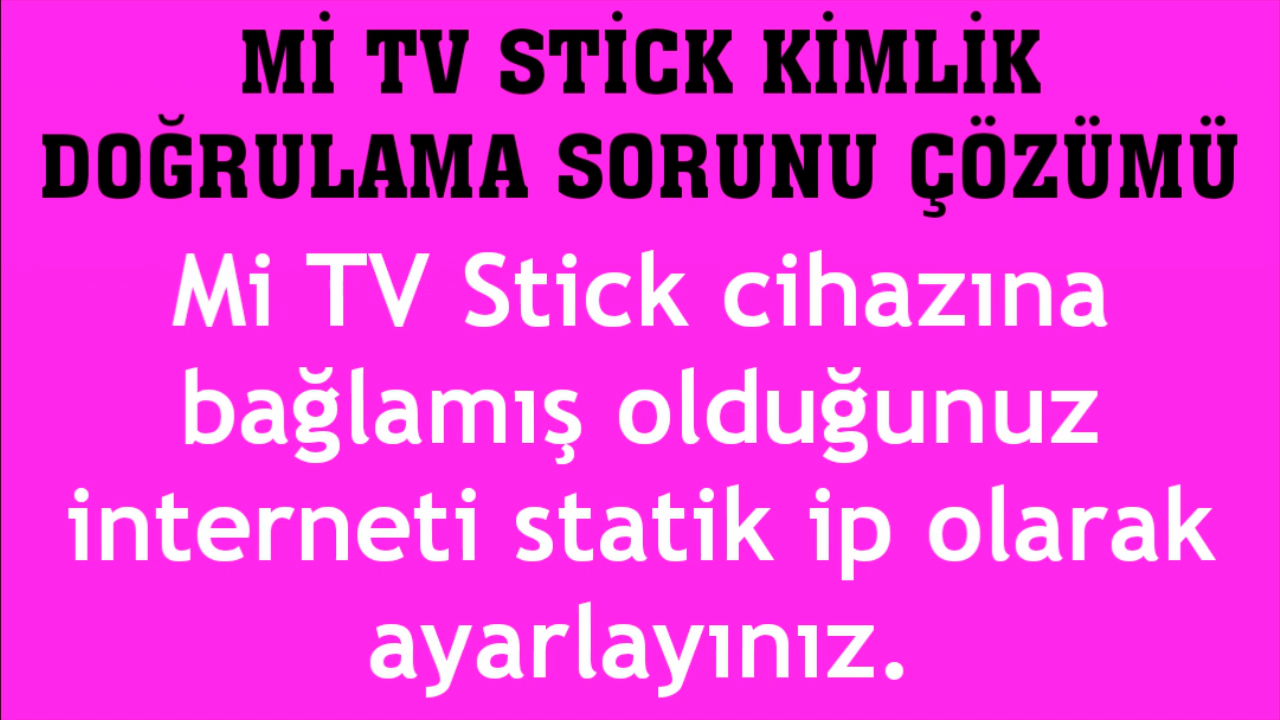 Mİ TV STİCK KİMLİK
DOĞRULAMA SORUNU ÇÖZÜMÜ
Mi TV Stick cihazına
bağlamış olduğunuz
interneti statik ip olarak
ayarlayınız.